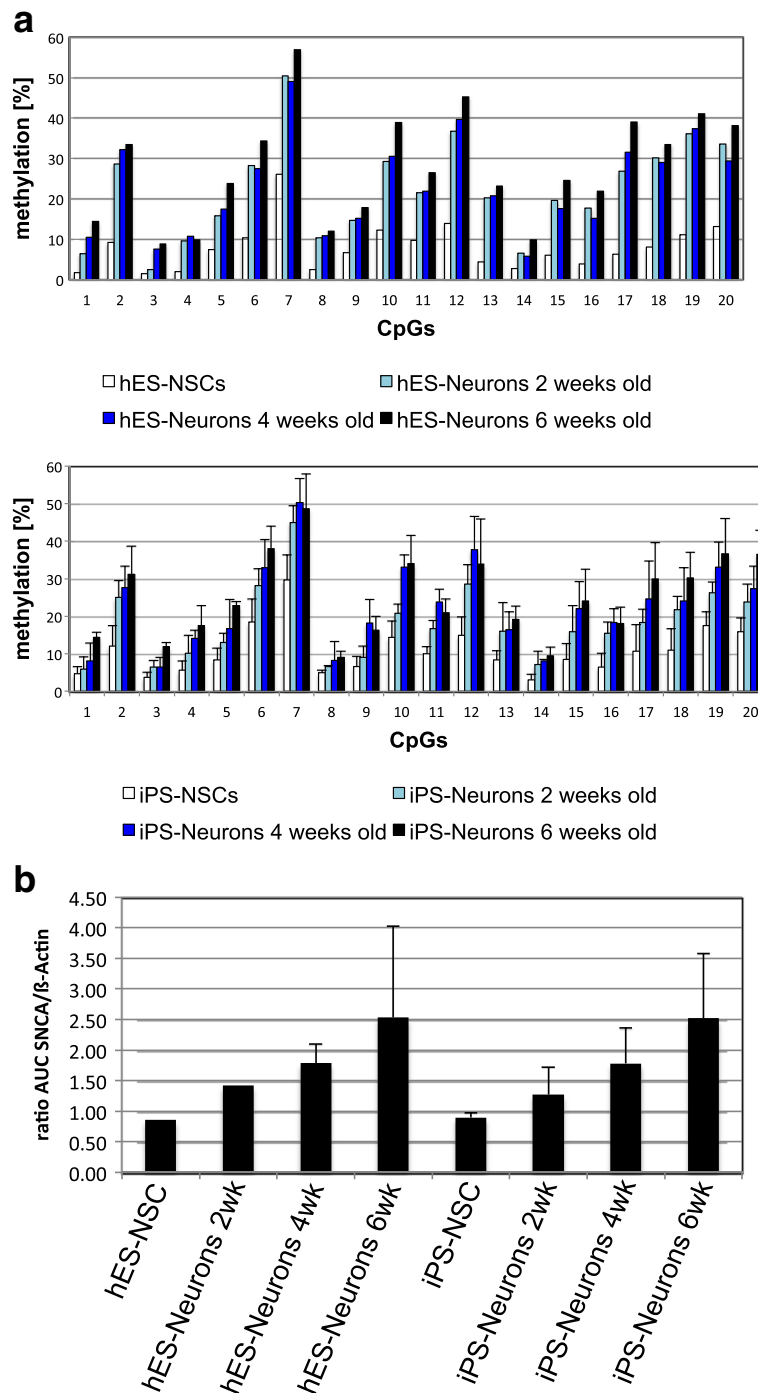 a
methylation [%]
60
50
40
30
20
10
0
1 2 3 4 5 6 7 8 9 10 11 12 13 14 15 16 17 18 19 20
CpGs
hES-NSCs
hES-Neurons 2 weeks old
hES-Neurons 4 weeks old
hES-Neurons 6 weeks old
methylation [%]
60
50
40
30
20
10
0
1 2 3 4 5 6 7 8 9 10 11 12 13 14 15 16 17 18 19 20
CpGs
iPS-NSCs
iPS-Neurons 2 weeks old
iPS-Neurons 4 weeks old
iPS-Neurons 6 weeks old
b
ratio AUC SNCA/ß-Actin
4.50
4.00
3.50
3.00
2.50
2.00
1.50
1.00
0.50
0.00
hES-NSC
hES-Neurons 2wk
hES-Neurons 4wk
hES-Neurons 6wk
iPS-NSC
iPS-Neurons 2wk
iPS-Neurons 4wk
iPS-Neurons 6wk